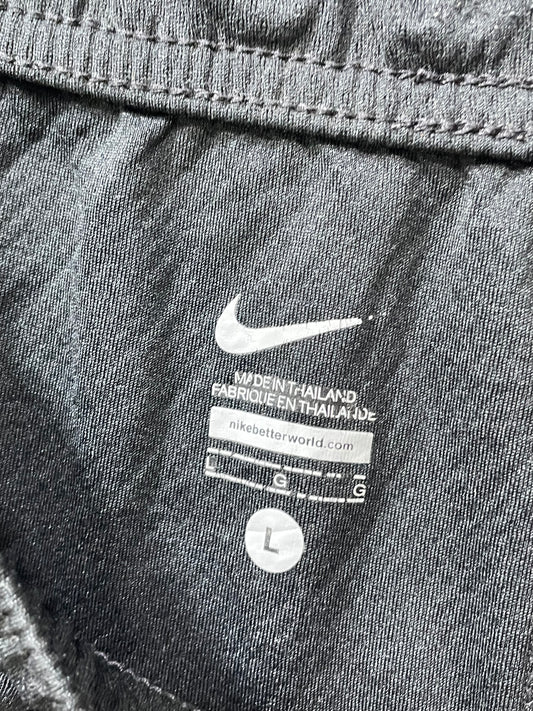 MADE IN THAILAND
FABRIQUE EN THAILANDE
nikebetterworld.com
L G G
L